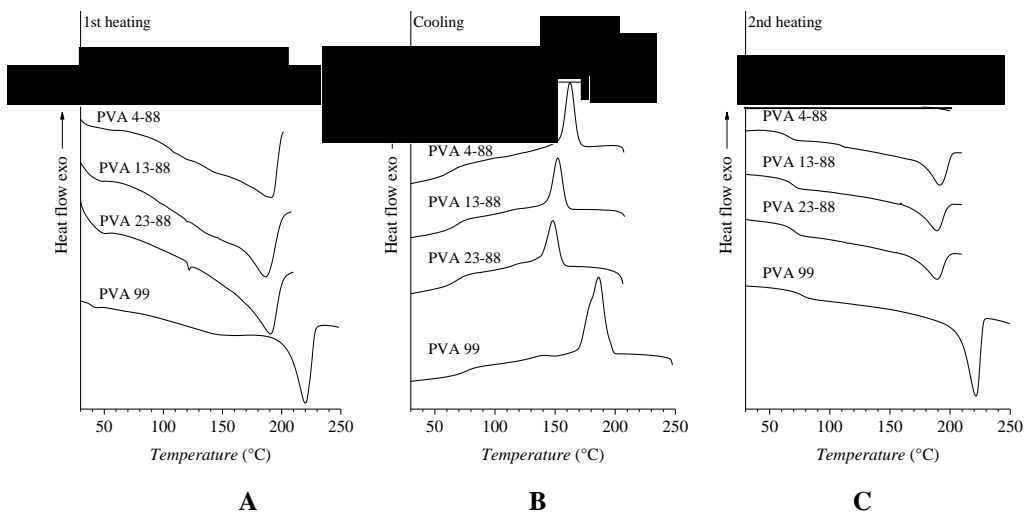 1st heating
PVA 4-88
PVA 13-88
PVA 23-88
PVA 99
Heat flow exo
50 100 150 200 250
Temperature (°C)
A
Cooling
PVA 4-88
PVA 13-88
PVA 23-88
PVA 99
Heat flow exo
50 100 150 200 250
Temperature (°C)
B
2nd heating
PVA 4-88
PVA 13-88
PVA 23-88
PVA 99
Heat flow exo
50 100 150 200 250
Temperature (°C)
C